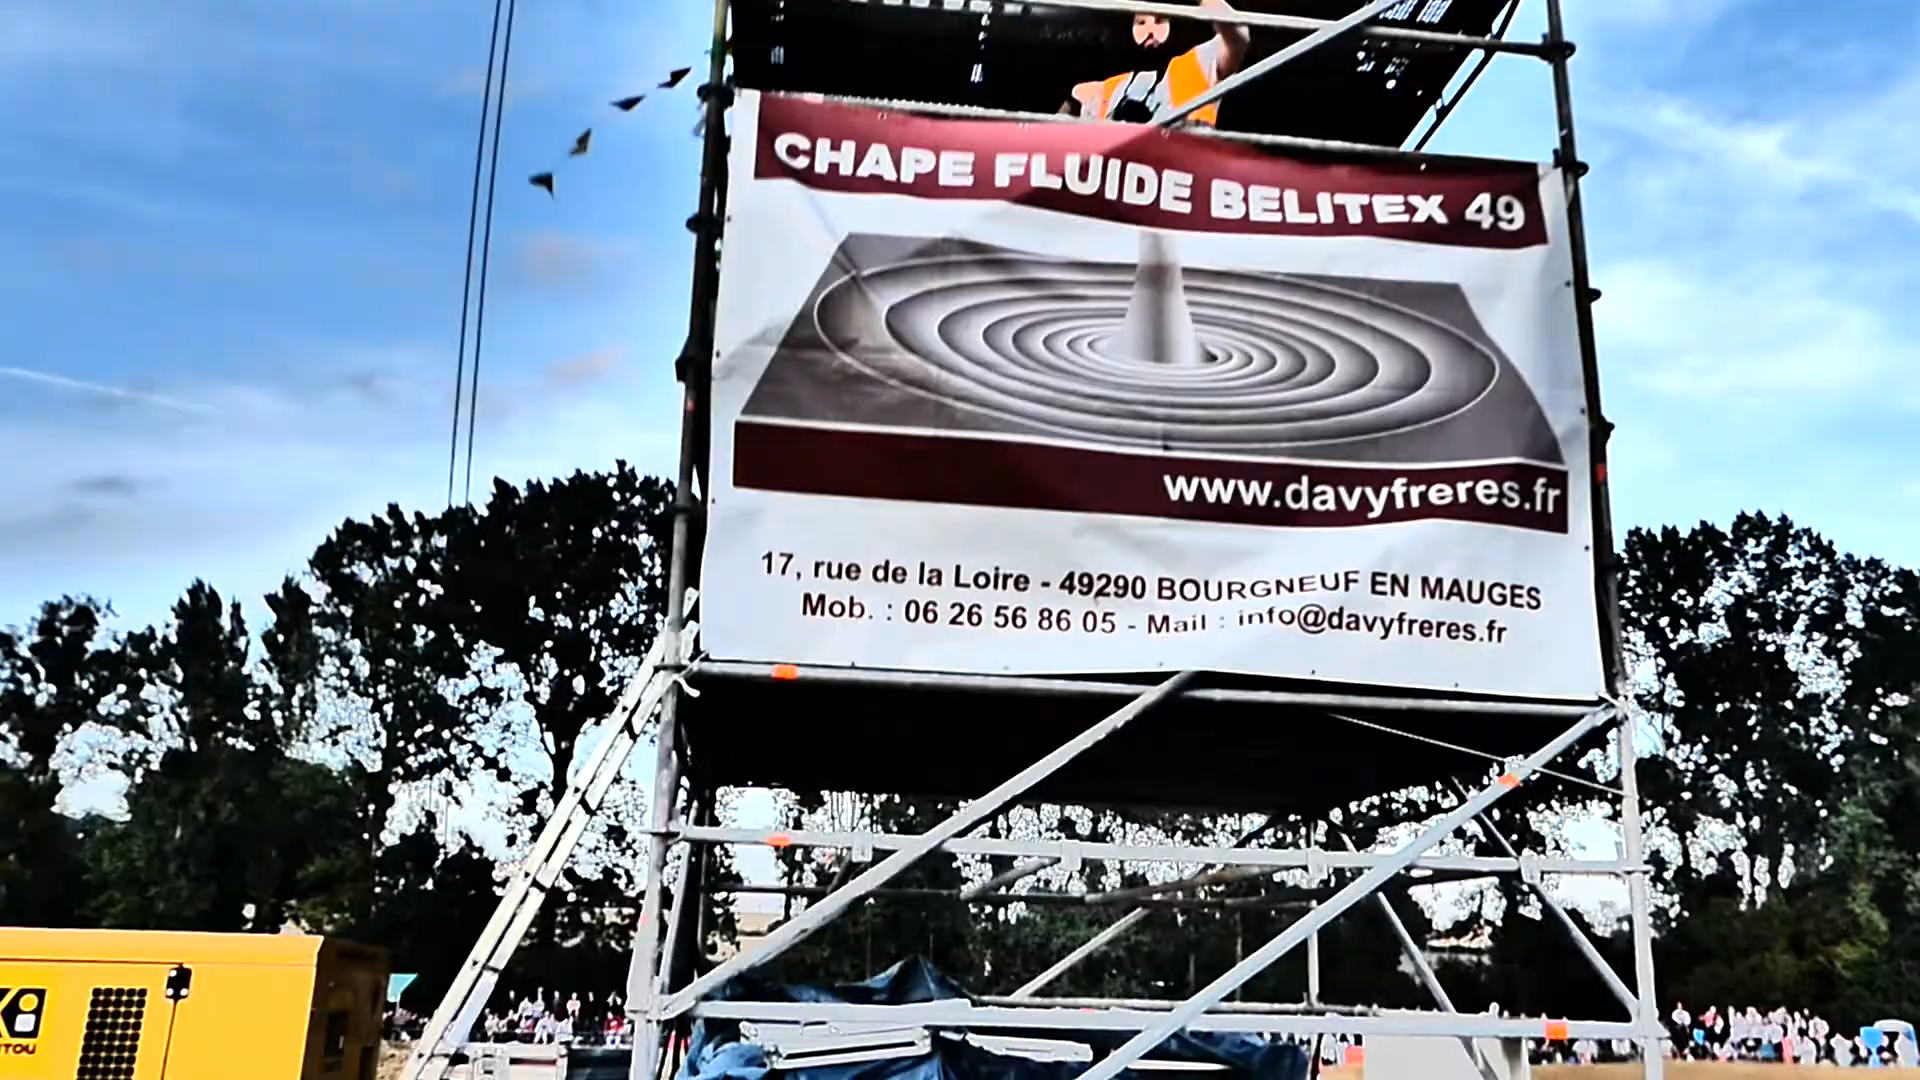 CHAPE FLUIDE BELITEX 49
www.davyfreres.fr
17, rue de la Loire - 49290 BOURGNEUF EN MAUGES
Mob. : 06 26 56 86 05 - Mail : info@davyfreres.fr